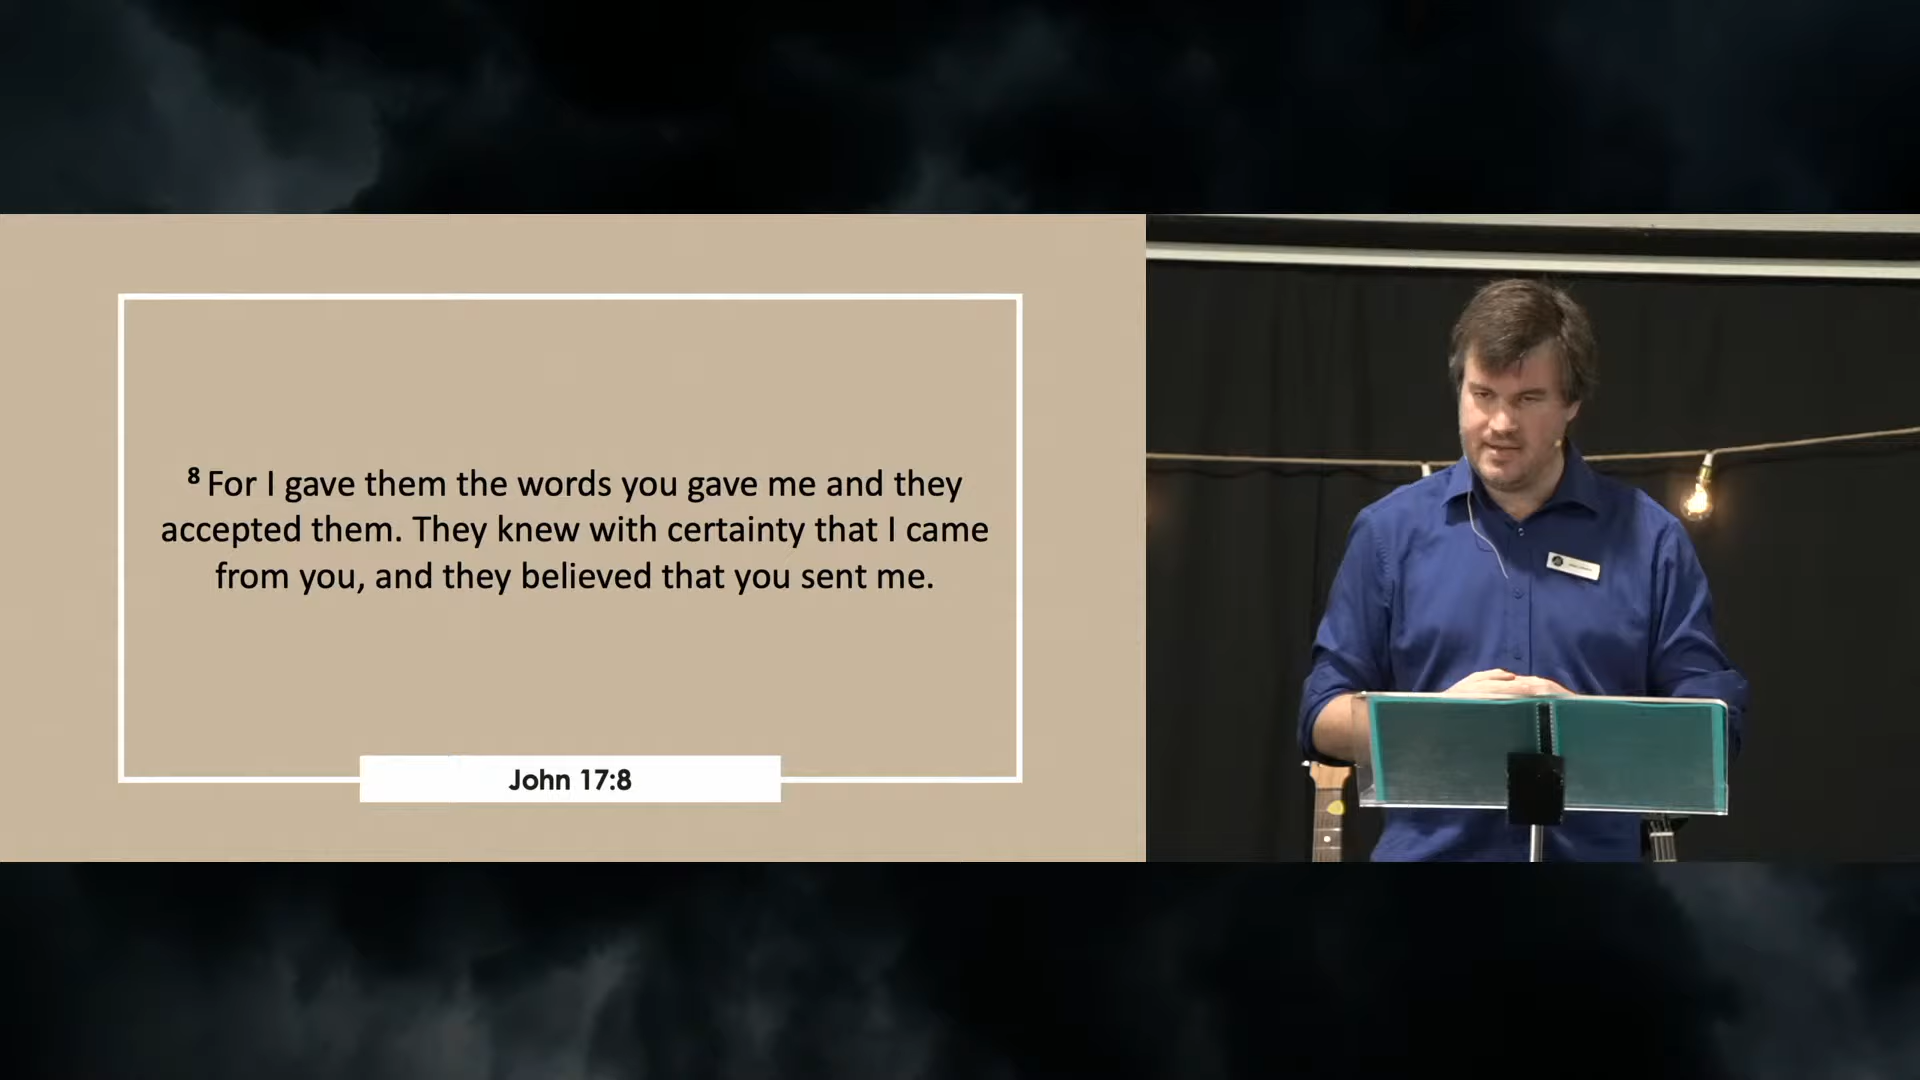 8 For I gave them the words you gave me and they
accepted them. They knew with certainty that I came
from you, and they believed that you sent me.
John 17:8